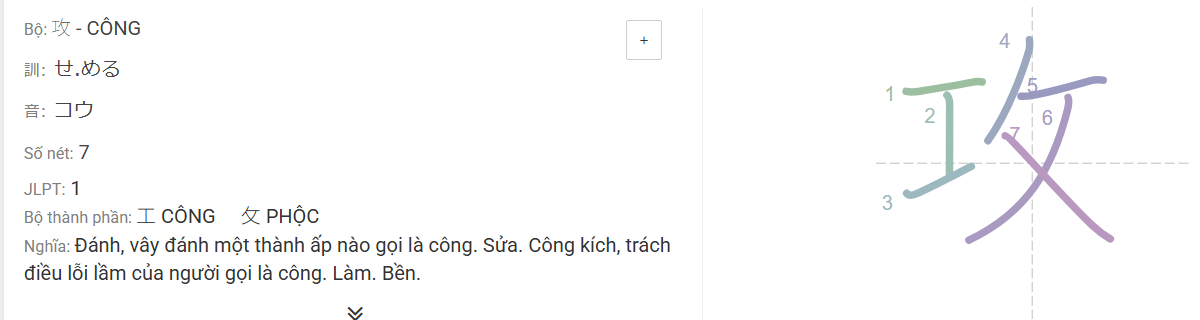 Bộ: 攻 - CÔNG
+
訓: せ.める
音: コウ
Số nét: 7
JLPT: 1
Bộ thành phần: 工 CÔNG 攵 PHỘC
Nghĩa: Đánh, vây đánh một thành ấp nào gọi là công. Sửa. Công kích, trách
điều lỗi lầm của người gọi là công. Làm. Bền.
攻
1
2
3
4
5
6
7